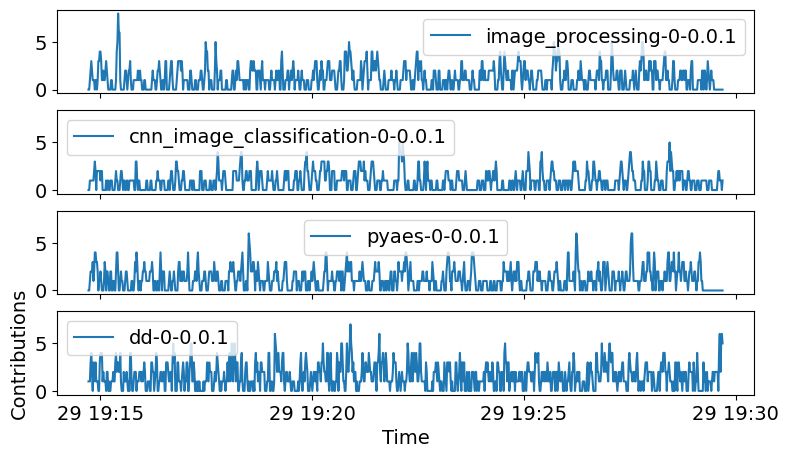 5
0
image_processing-0-0.0.1
5
0
cnn_image_classification-0-0.0.1
5
0
pyaes-0-0.0.1
5
0
dd-0-0.0.1
Contributions
29 19:15 29 19:20 29 19:25 29 19:30
Time